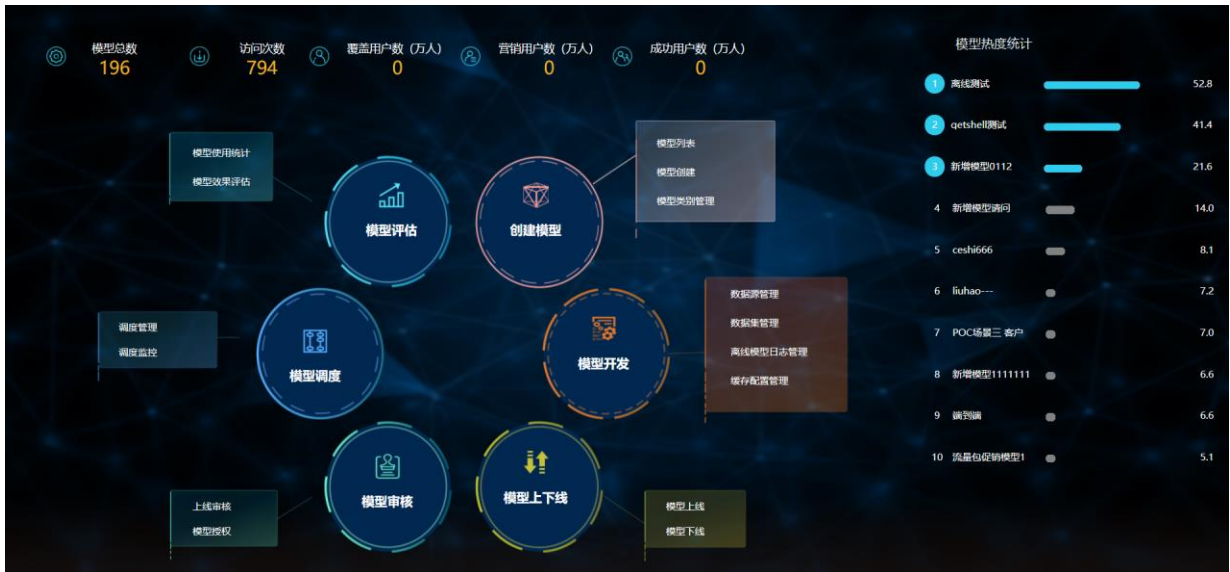 模型总数
196
访问次数
794
覆盖用户数（万人）
0
营销用户数（万人）
0
成功用户数（万人）
0
模型使用统计
模型效果评估
模型评估
创建模型
模型列表
模型创建
模型类别管理
调度管理
调度监控
模型调度
模型开发
数据源管理
数据集管理
离线模型日志管理
缓存配置管理
上线审核
模型授权
模型审核
模型上下线
模型上线
模型下线
模型热度统计
1 离线测试 52.8
2 qetshell测试 41.4
3 新增模型0112 21.6
4 新增模型请问 14.0
5 ceshi666 8.1
6 liuhao--- 7.2
7 POC场景三 客户 7.0
8 新增模型1111111 6.6
9 端到端 6.6
10 流量包促销模型1 5.1